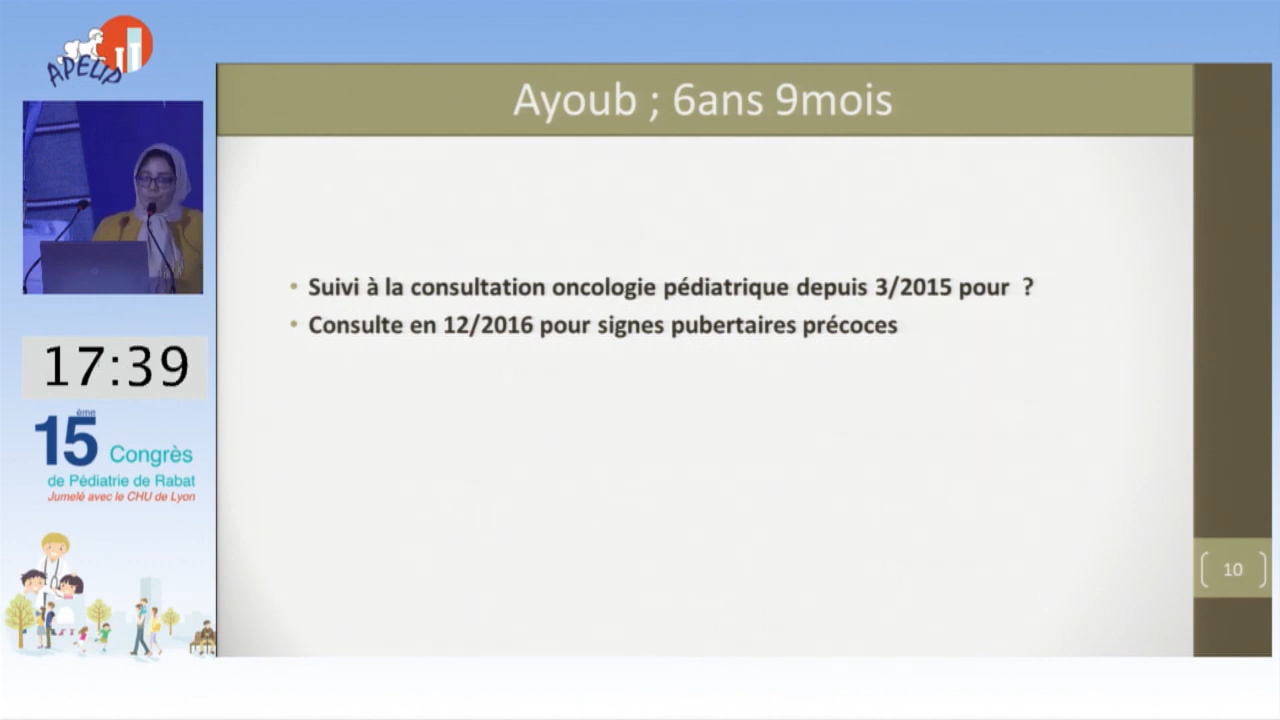 APEUP
Ayoub ; 6ans 9mois
• Suivi à la consultation oncologie pédiatrique depuis 3/2015 pour ?
• Consulte en 12/2016 pour signes pubertaires précoces
17:39
15ème Congrès
de Pédiatrie de Rabat
Jumelé avec le CHU de Lyon
10